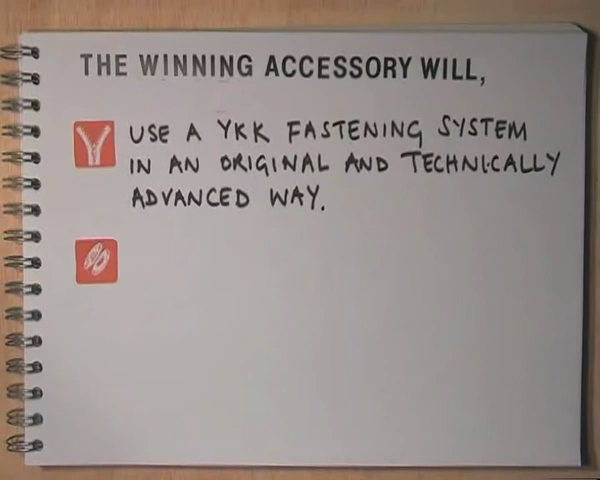 THE WINNING ACCESSORY WILL,
USE A YKK FASTENING SYSTEM
IN AN ORIGINAL AND TECHNICALLY
ADVANCED WAY.